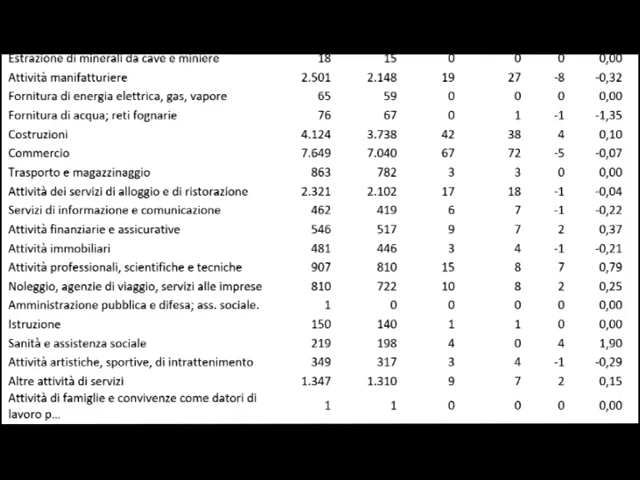 Estrazione di minerali da cave e miniere 18 15 0 0 0 0,00
Attività manifatturiere 2.501 2.148 19 27 -8 -0,32
Fornitura di energia elettrica, gas, vapore 65 59 0 0 0 0,00
Fornitura di acqua; reti fognarie 76 67 0 1 -1 -1,35
Costruzioni 4.124 3.738 42 38 4 0,10
Commercio 7.649 7.040 67 72 -5 -0,07
Trasporto e magazzinaggio 863 782 3 3 0 0,00
Attività dei servizi di alloggio e di ristorazione 2.321 2.102 17 18 -1 -0,04
Servizi di informazione e comunicazione 462 419 6 7 -1 -0,22
Attività finanziarie e assicurative 546 517 9 7 2 0,37
Attività immobiliari 481 446 3 4 -1 -0,21
Attività professionali, scientifiche e tecniche 907 810 15 8 7 0,79
Noleggio, agenzie di viaggio, servizi alle imprese 810 722 10 8 2 0,25
Amministrazione pubblica e difesa; ass. sociale. 1 0 0 0 0 0,00
Istruzione 150 140 1 1 0 0,00
Sanità e assistenza sociale 219 198 4 0 4 1,90
Attività artistiche, sportive, di intrattenimento 349 317 3 4 -1 -0,29
Altre attività di servizi 1.347 1.310 9 7 2 0,15
Attività di famiglie e convivenze come datori di
lavoro p... 1 1 0 0 0 0,00